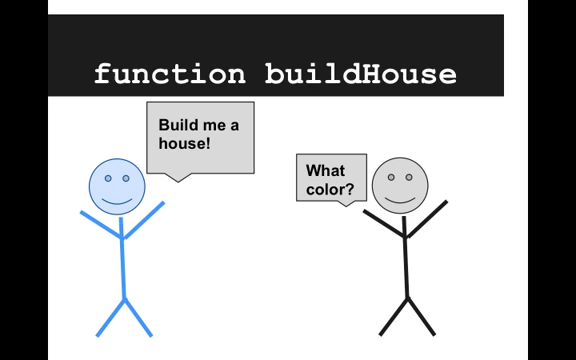 function buildHouse
Build me a
house!
What
color?